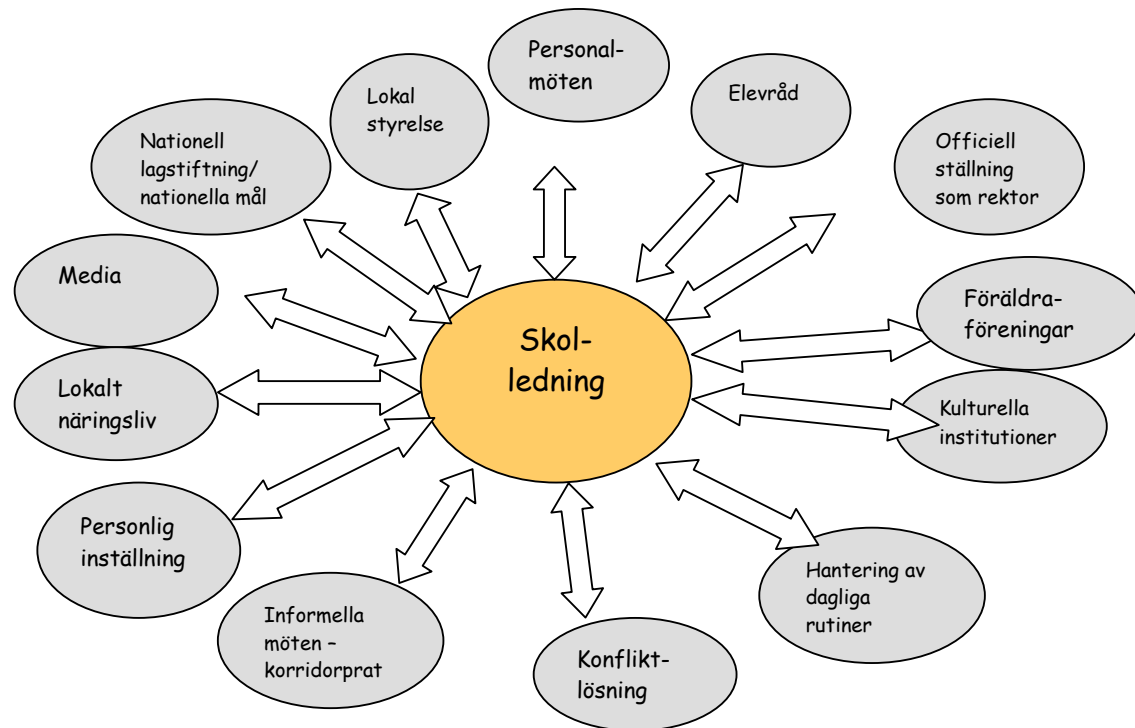 Personal-
möten
Elevråd
Lokal
styrelse
Nationell
lagstiftning/
nationella mål
Officiell
ställning
som rektor
Media
Föräldra-
föreningar
Skol-
ledning
Lokalt
näringsliv
Kulturella
institutioner
Personlig
inställning
Hantering av
dagliga
rutiner
Informella
möten –
korridorprat
Konflikt-
lösning